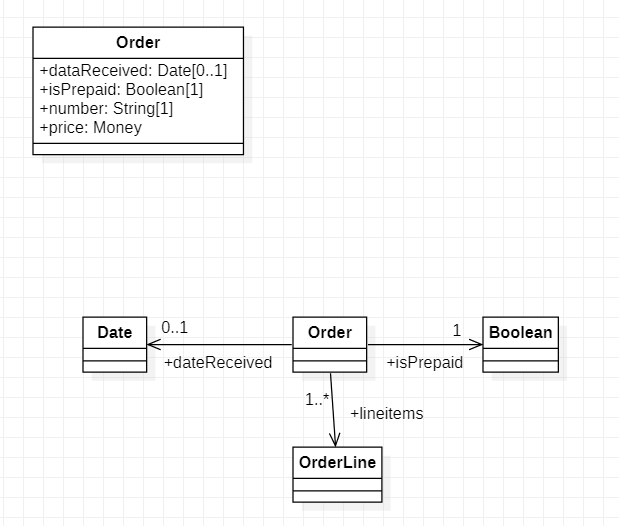 Order
+dataReceived: Date[0..1]
+isPrepaid: Boolean[1]
+number: String[1]
+price: Money
Date
0..1
+dateReceived
Order
1
+isPrepaid
Boolean
1..*
+lineitems
OrderLine